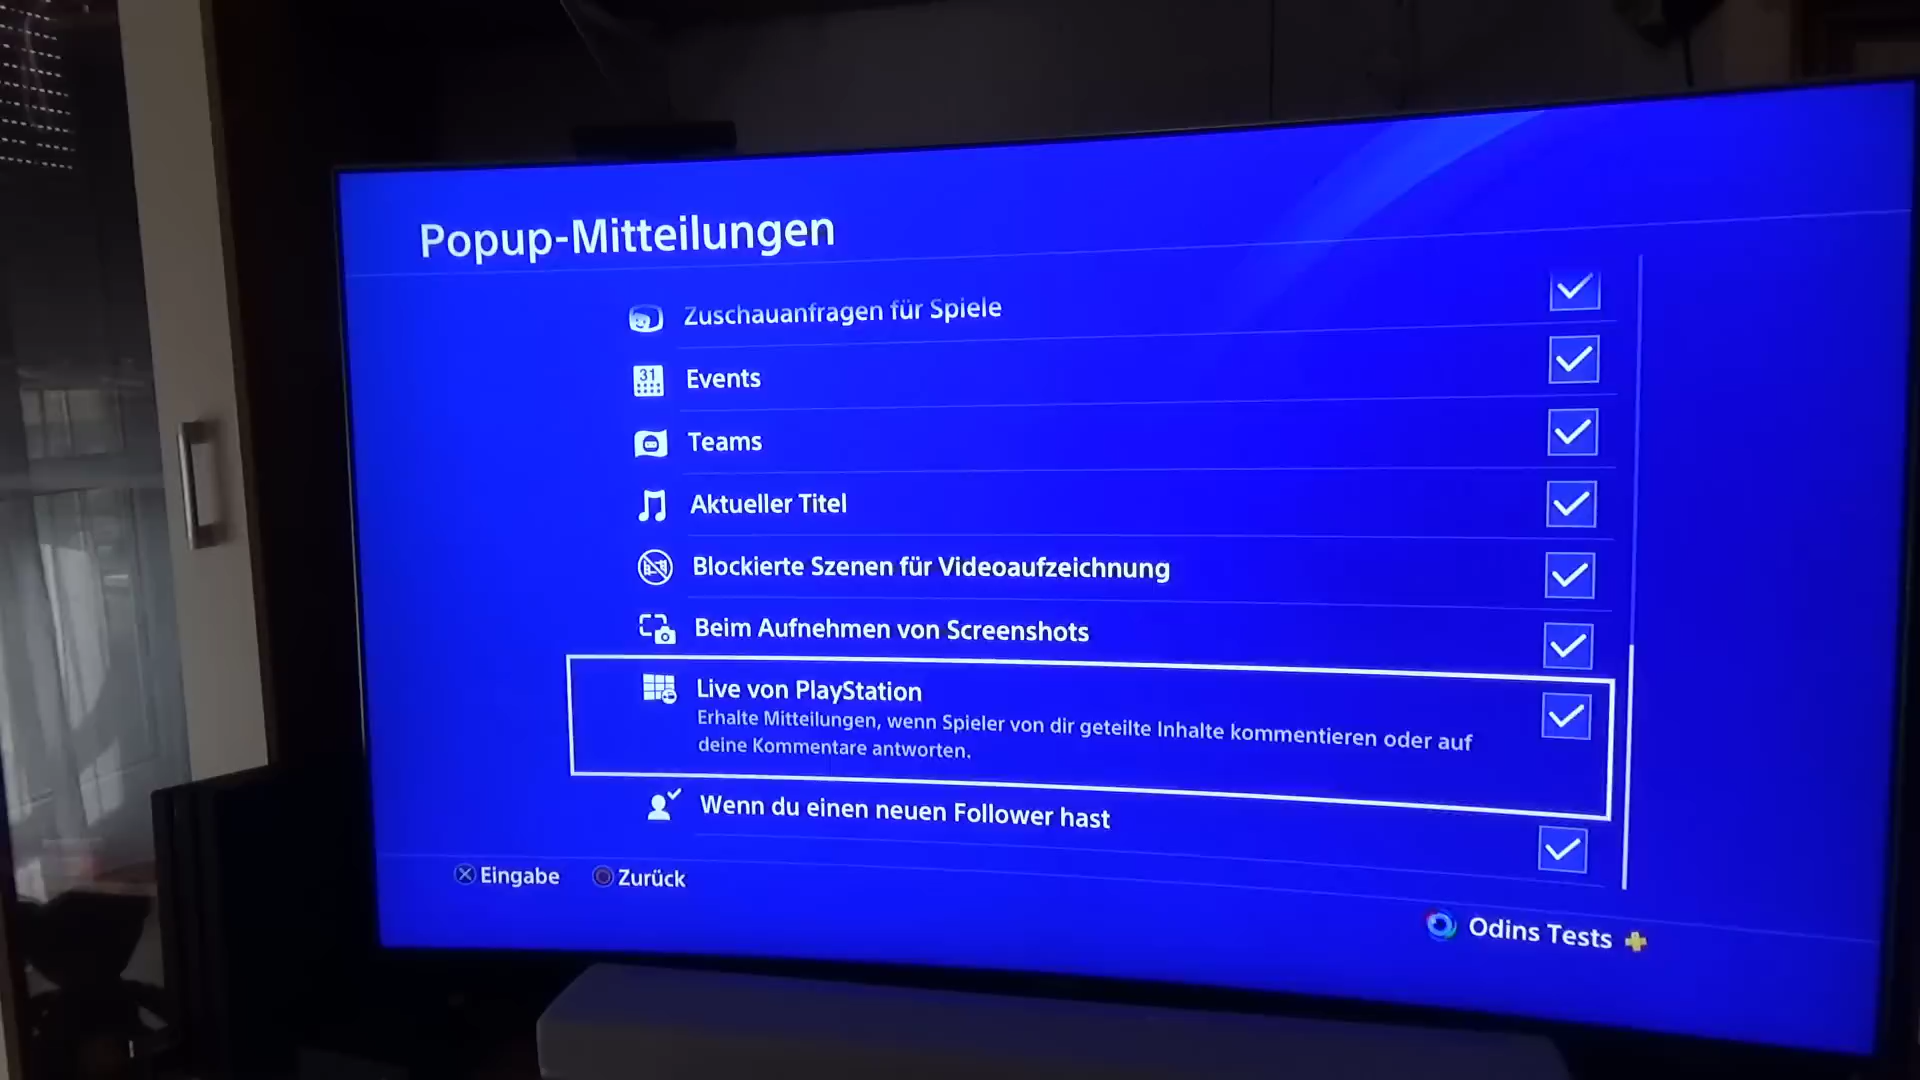 Popup-Mitteilungen
Zuschauanfragen für Spiele
31
Events
Teams
Aktueller Titel
Blockierte Szenen für Videoaufzeichnung
Beim Aufnehmen von Screenshots
Live von PlayStation
Erhalte Mitteilungen, wenn Spieler von dir geteilte Inhalte kommentieren oder auf
deine Kommentare antworten.
Wenn du einen neuen Follower hast
Eingabe
Zurück
Odins Tests